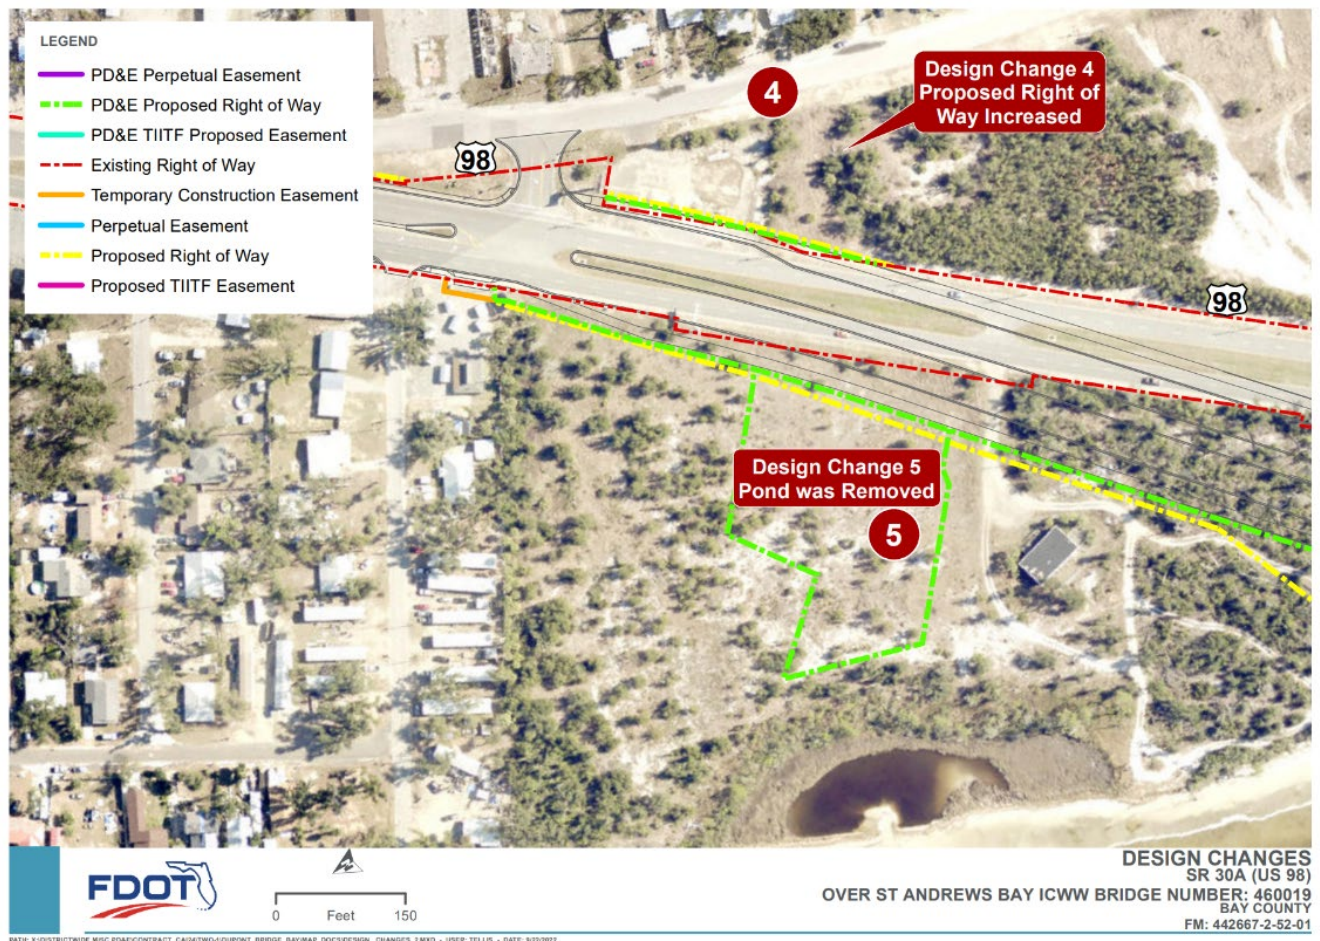 LEGEND
PD&E Perpetual Easement
PD&E Proposed Right of Way
PD&E TIITF Proposed Easement
Existing Right of Way
Temporary Construction Easement
Perpetual Easement
Proposed Right of Way
Proposed TIITF Easement
98
4
Design Change 4
Proposed Right of
Way Increased
98
Design Change 5
Pond was Removed
5
FDOT
0 Feet 150
DESIGN CHANGES
SR 30A (US 98)
OVER ST ANDREWS BAY ICWW BRIDGE NUMBER: 460019
BAY COUNTY
FM: 442667-2-52-01